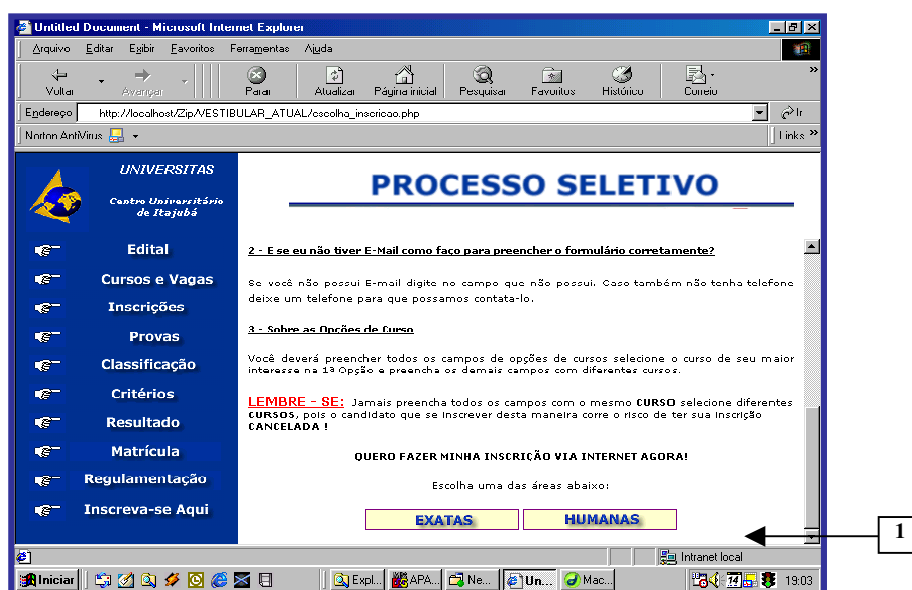 Untitled Document - Microsoft Internet Explorer
Arquivo Editar Exibir Favoritos Ferramentas Ajuda
Voltar Avançar Parar Atualizar Página inicial Pesquisar Favoritos Histórico Correio »
Endereço http://localhost/Zip/VESTIBULAR_ATUAL/escolha_inscricao.php Ir
Norton AntiVirus Links »
UNIVERSITAS
Centro Universitário
de Itajubá
Edital
Cursos e Vagas
Inscrições
Provas
Classificação
Critérios
Resultado
Matrícula
Regulamentação
Inscreva-se Aqui
PROCESSO SELETIVO
2 - E se eu não tiver E-Mail como faço para preencher o formulário corretamente?
Se você não possui E-mail digite no campo que não possui. Caso também não tenha telefone
deixe um telefone para que possamos contata-lo.
3 - Sobre as Opções de Curso
Você deverá preencher todos os campos de opções de cursos selecione o curso de seu maior
interesse na 1ª Opção e preencha os demais campos com diferentes cursos.
LEMBRE - SE: Jamais preencha todos os campos com o mesmo CURSO selecione diferentes
CURSOS, pois o candidato que se inscrever desta maneira corre o risco de ter sua inscrição
CANCELADA !
QUERO FAZER MINHA INSCRIÇÃO VIA INTERNET AGORA!
Escolha uma das áreas abaixo:
EXATAS HUMANAS
1
Intranet local
Iniciar Expl... APA... Ne... Un... Mac... 14 19:03